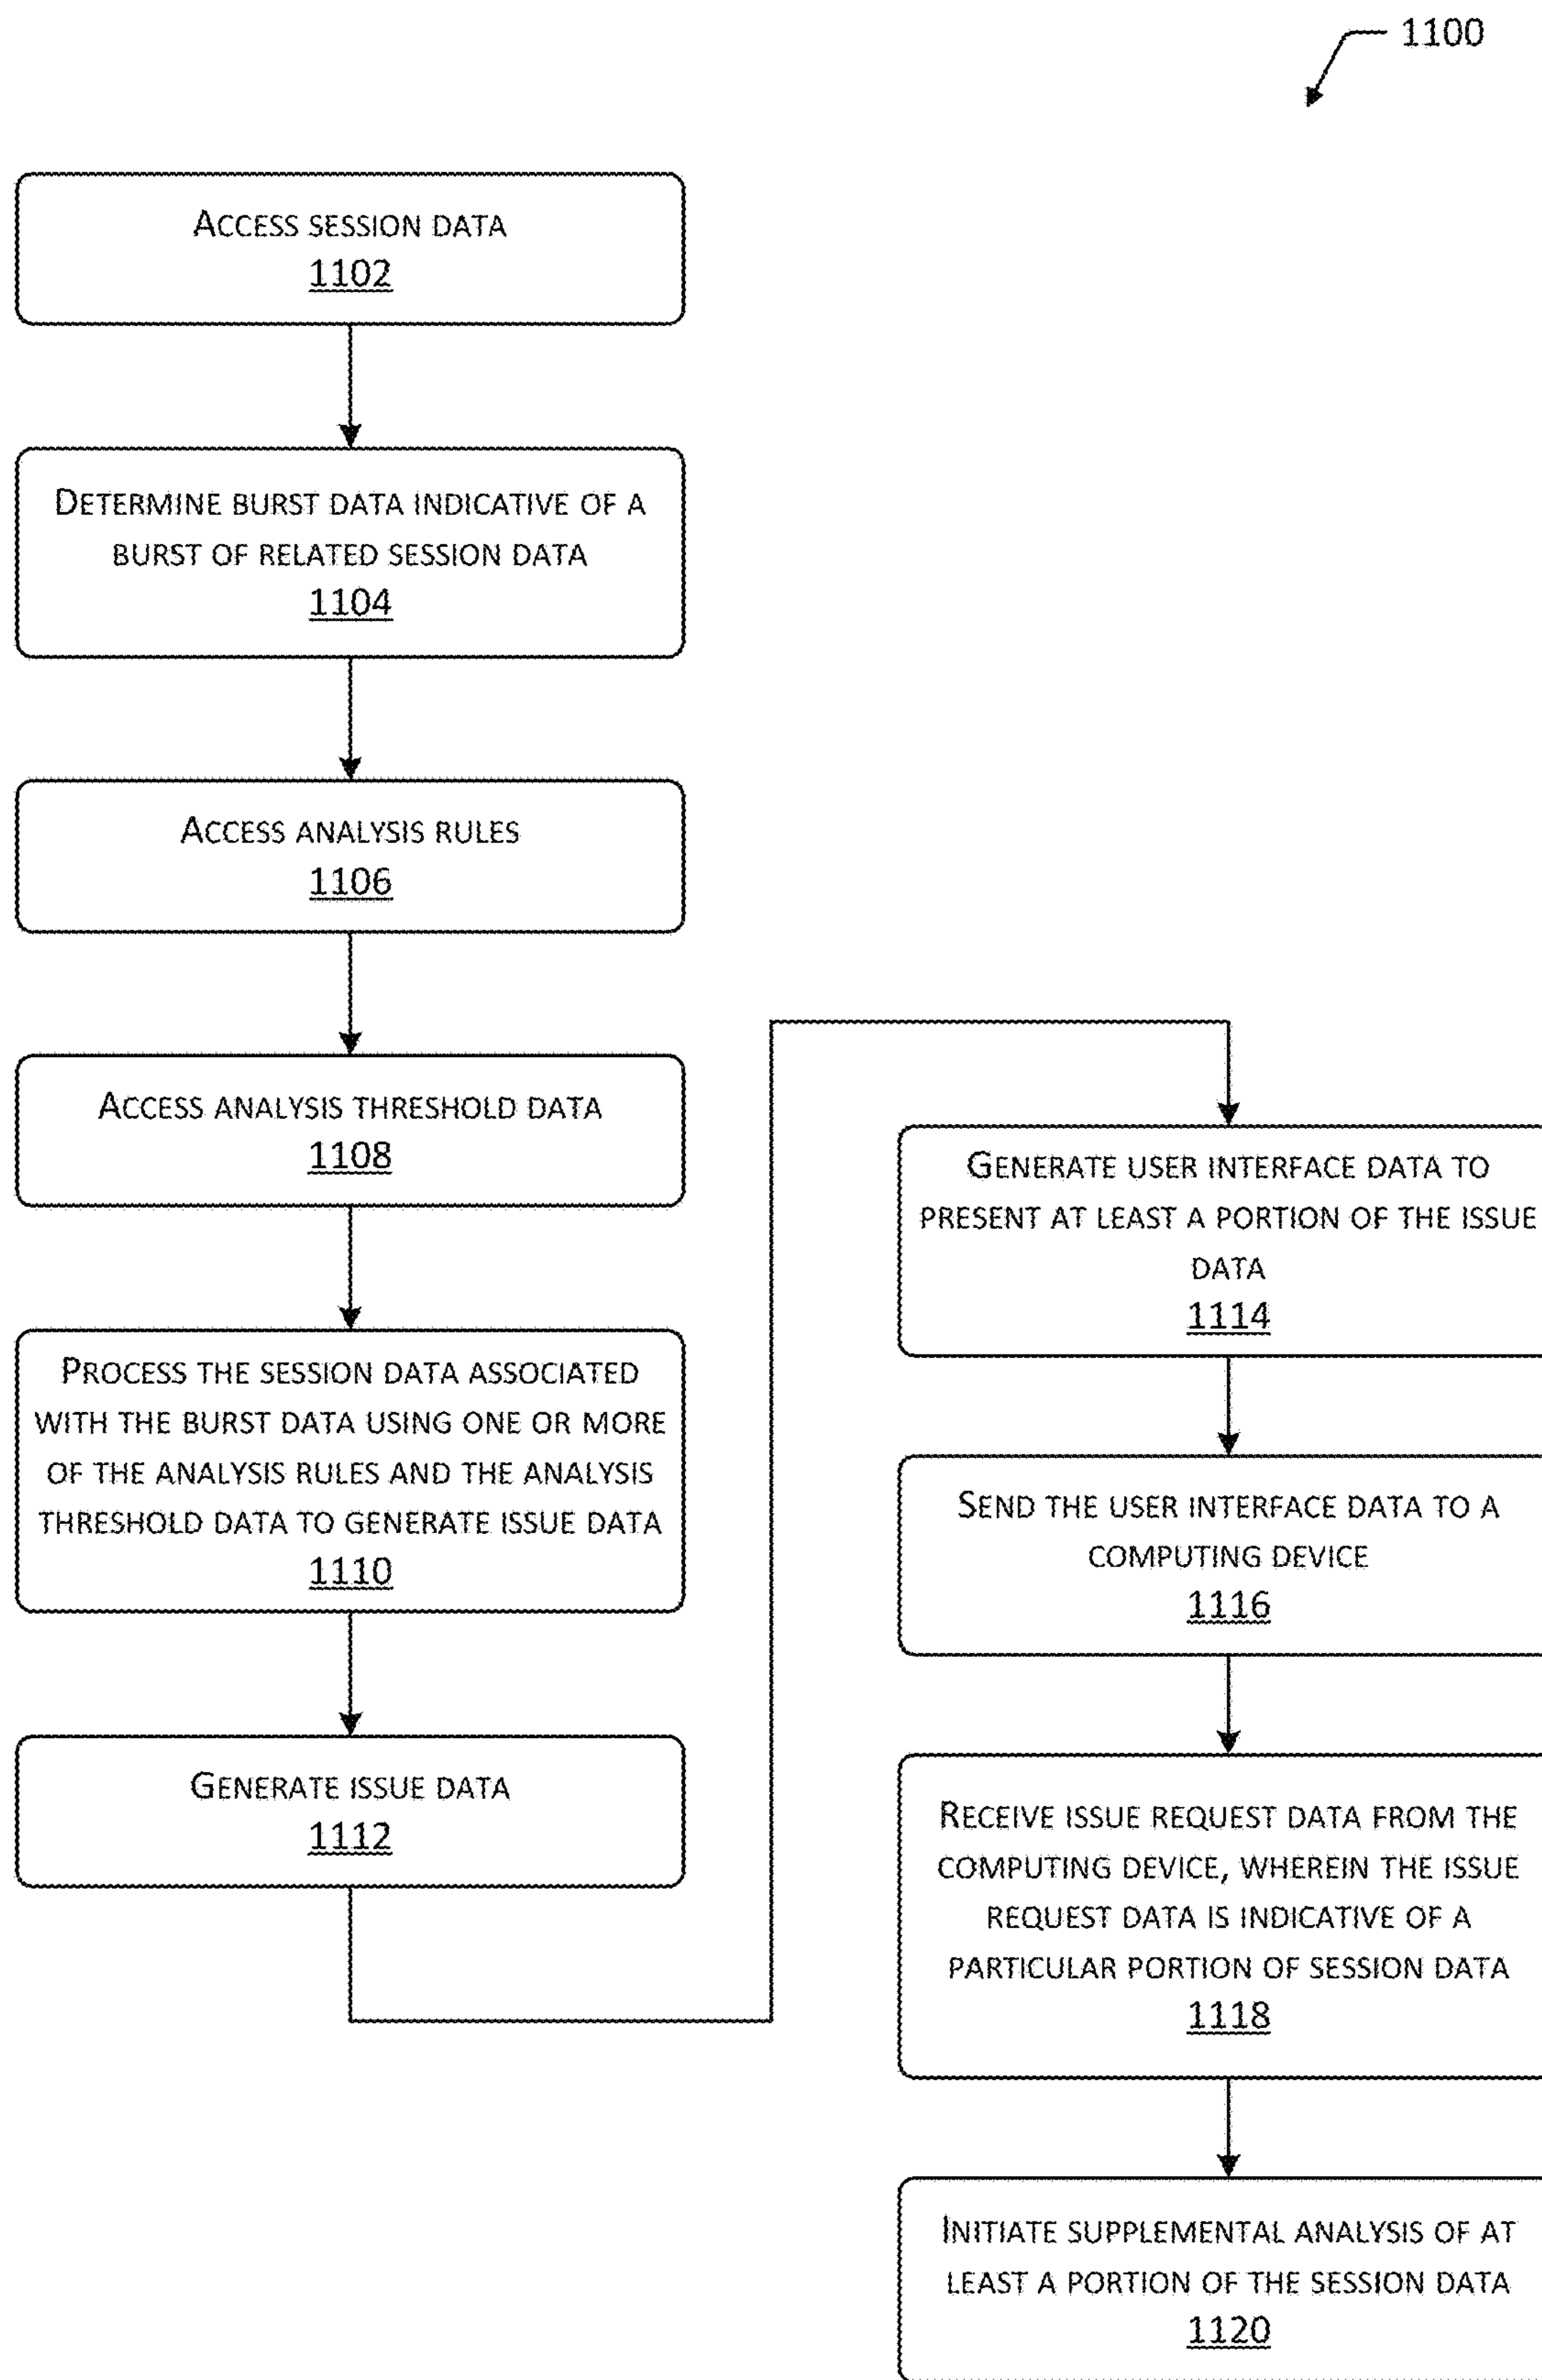 1100
ACCESS SESSION DATA
1102
DETERMINE BURST DATA INDICATIVE OF A
BURST OF RELATED SESSION DATA
1104
ACCESS ANALYSIS RULES
1106
ACCESS ANALYSIS THRESHOLD DATA
1108
PROCESS THE SESSION DATA ASSOCIATED
WITH THE BURST DATA USING ONE OR MORE
OF THE ANALYSIS RULES AND THE ANALYSIS
THRESHOLD DATA TO GENERATE ISSUE DATA
1110
GENERATE ISSUE DATA
1112
GENERATE USER INTERFACE DATA TO
PRESENT AT LEAST A PORTION OF THE ISSUE
DATA
1114
SEND THE USER INTERFACE DATA TO A
COMPUTING DEVICE
1116
RECEIVE ISSUE REQUEST DATA FROM THE
COMPUTING DEVICE, WHEREIN THE ISSUE
REQUEST DATA IS INDICATIVE OF A
PARTICULAR PORTION OF SESSION DATA
1118
INITIATE SUPPLEMENTAL ANALYSIS OF AT
LEAST A PORTION OF THE SESSION DATA
1120